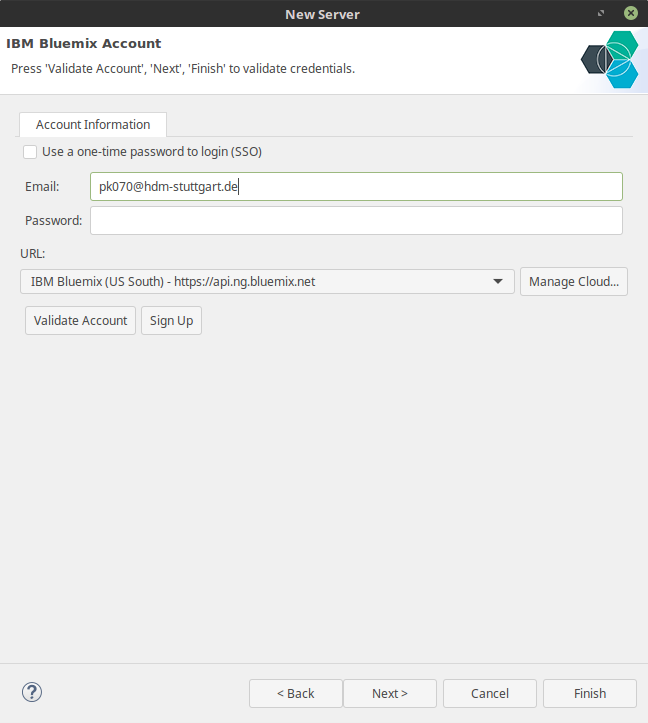 New Server
IBM Bluemix Account
Press 'Validate Account', 'Next', 'Finish' to validate credentials.
Account Information
Use a one-time password to login (SSO)
Email: pk070@hdm-stuttgart.de
Password:
URL:
IBM Bluemix (US South) - https://api.ng.bluemix.net Manage Cloud...
Validate Account Sign Up
? < Back Next > Cancel Finish